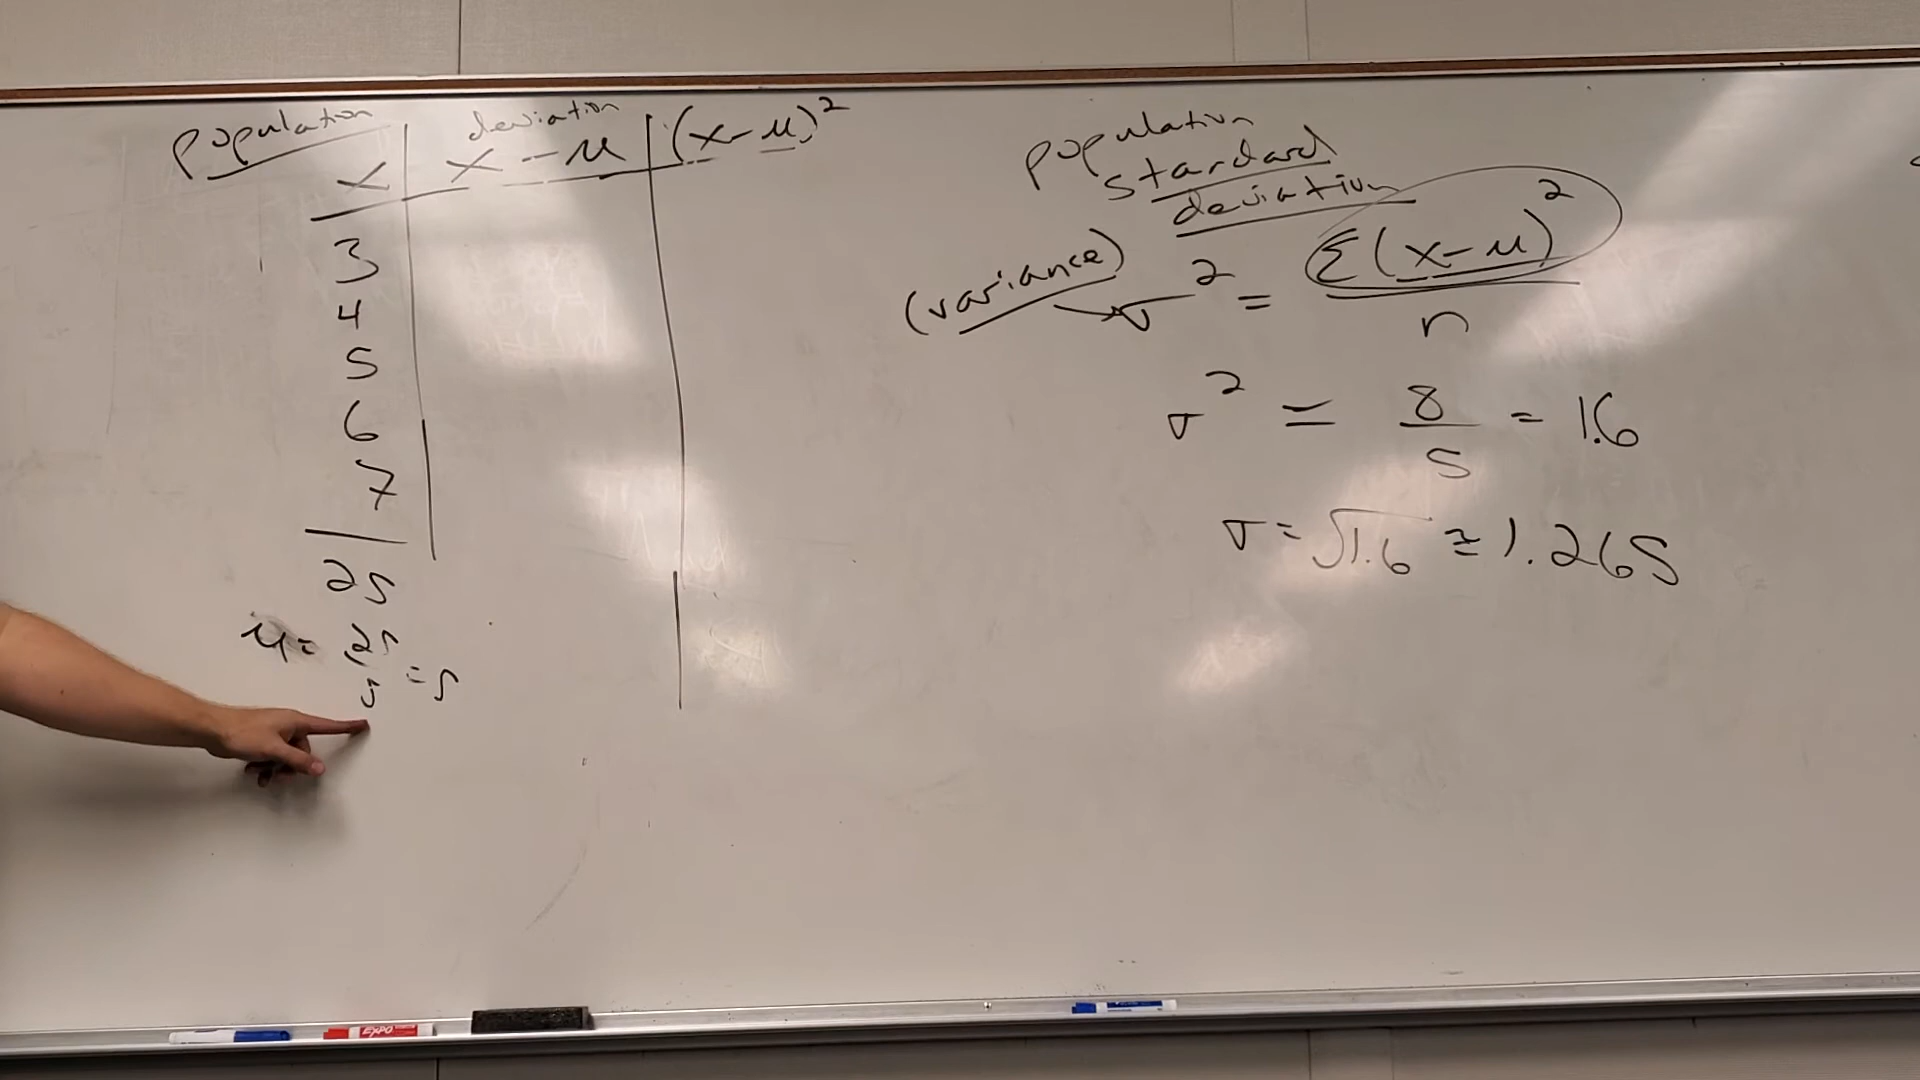 population
deviation
x | x - μ | (x - μ)²
3
4
5
6
7
25
μ = 25/5 = 5
population
standard
deviation
(variance) → σ² = Σ(x - μ)² / n
σ² = 8/5 = 1.6
σ = √1.6 ≅ 1.265
EXPO